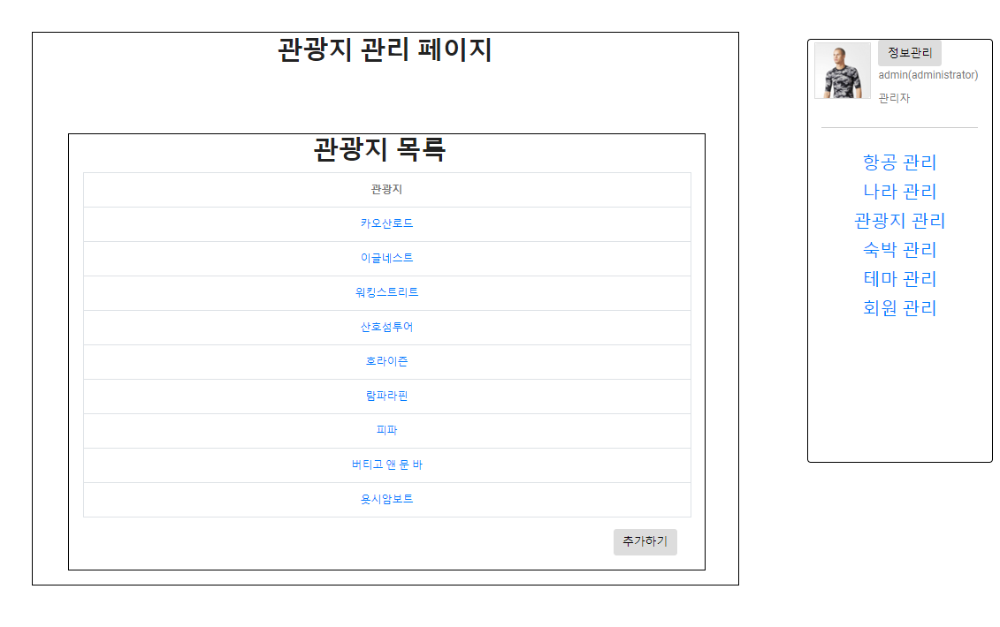 관광지 관리 페이지
관광지 목록
관광지
카오산로드
이글네스트
워킹스트리트
산호섬투어
호라이즌
람파라핀
피파
버티고 앤 문 바
욧시암보트
추가하기
정보관리
admin(administrator)
관리자
항공 관리
나라 관리
관광지 관리
숙박 관리
테마 관리
회원 관리